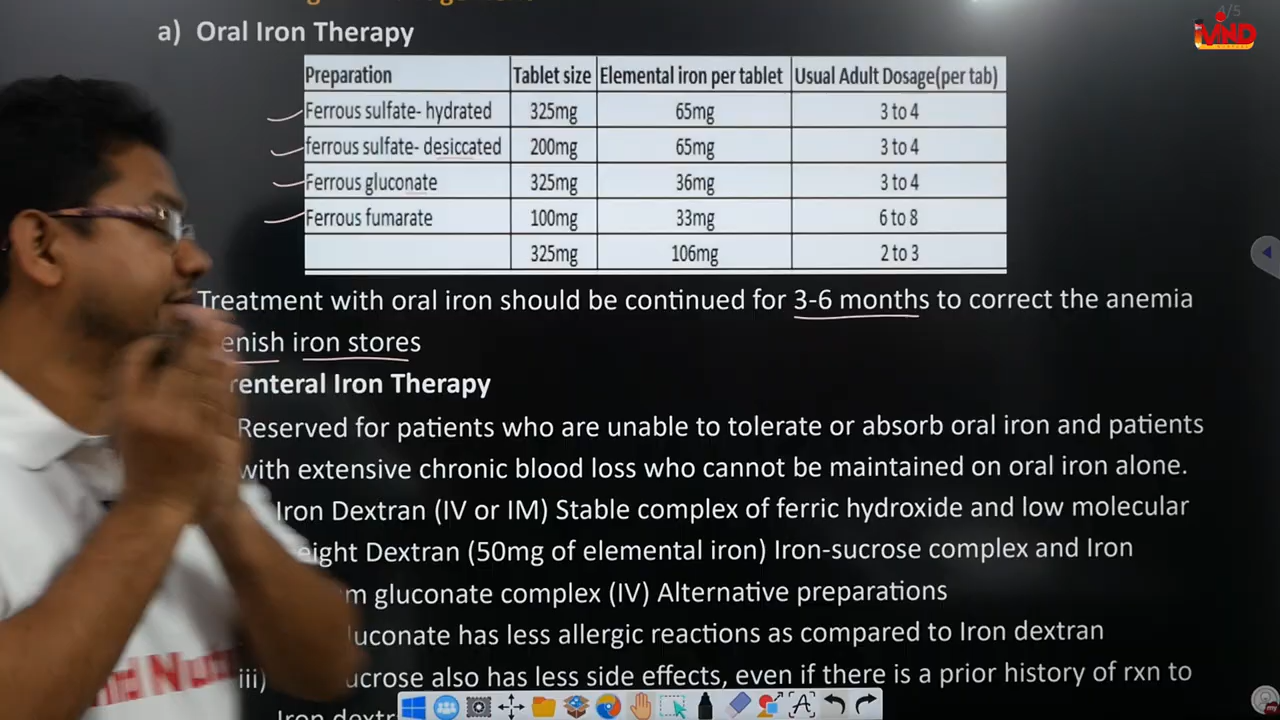 4/5
MIND
a) Oral Iron Therapy
Preparation Tablet size Elemental iron per tablet Usual Adult Dosage(per tab)
Ferrous sulfate- hydrated 325mg 65mg 3 to 4
ferrous sulfate- desiccated 200mg 65mg 3 to 4
Ferrous gluconate 325mg 36mg 3 to 4
Ferrous fumarate 100mg 33mg 6 to 8
325mg 106mg 2 to 3
Treatment with oral iron should be continued for 3-6 months to correct the anemia
enish iron stores
renteral Iron Therapy
Reserved for patients who are unable to tolerate or absorb oral iron and patients
with extensive chronic blood loss who cannot be maintained on oral iron alone.
Iron Dextran (IV or IM) Stable complex of ferric hydroxide and low molecular
eight Dextran (50mg of elemental iron) Iron-sucrose complex and Iron
m gluconate complex (IV) Alternative preparations
luconate has less allergic reactions as compared to Iron dextran
iii) ucrose also has less side effects, even if there is a prior history of rxn to
Iron dextr